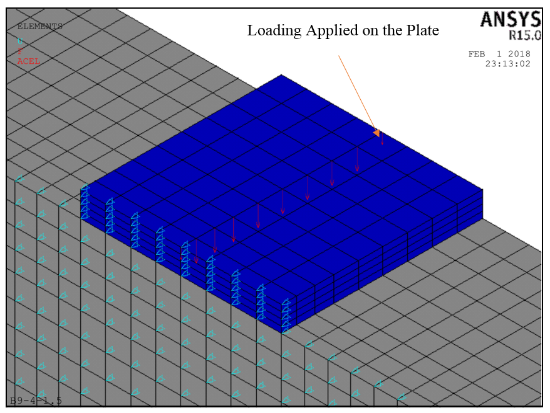 ELEMENTS
U
F
ACEL
Loading Applied on the Plate
ANSYS
R15.0
FEB 1 2018
23:13:02
B9-4-1,5